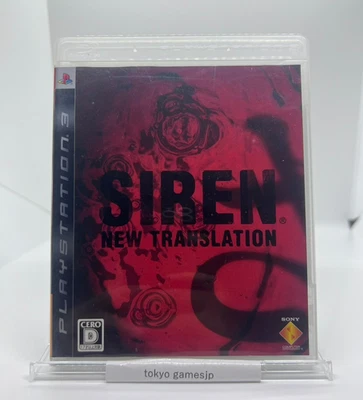 PLAYSTATION 3
SIREN®
NEW TRANSLATION
CERO
D
SONY
tokyo gamesjp